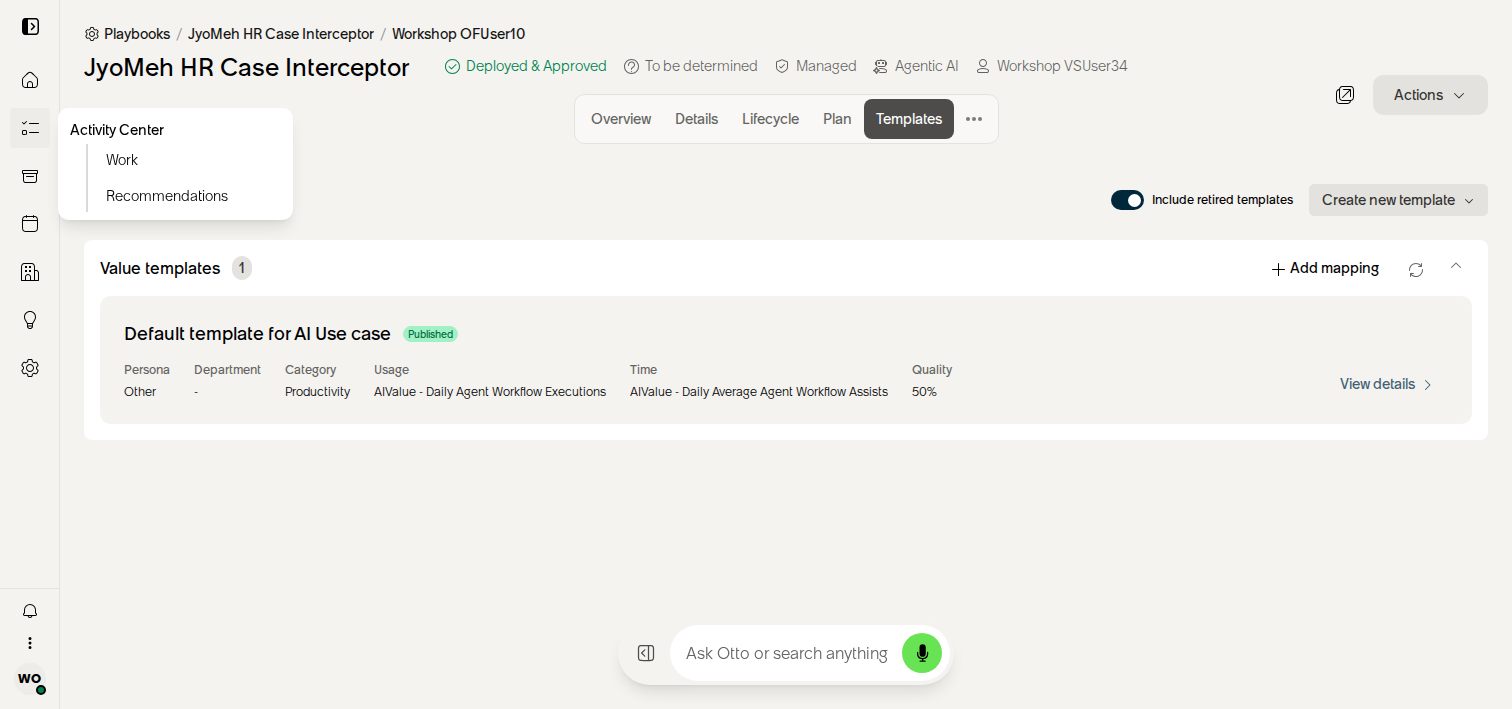 Playbooks / JyoMeh HR Case Interceptor / Workshop OFUser10
JyoMeh HR Case Interceptor
Deployed & Approved
To be determined
Managed
Agentic AI
Workshop VSUser34
Actions
Activity Center
Work
Recommendations
Overview
Details
Lifecycle
Plan
Templates
Include retired templates
Create new template
Value templates 1
Add mapping
Default template for AI Use case
Published
Persona
Department
Category
Usage
Time
Quality
Other
-
Productivity
AIValue - Daily Agent Workflow Executions
AIValue - Daily Average Agent Workflow Assists
50%
View details
Ask Otto or search anything
WO